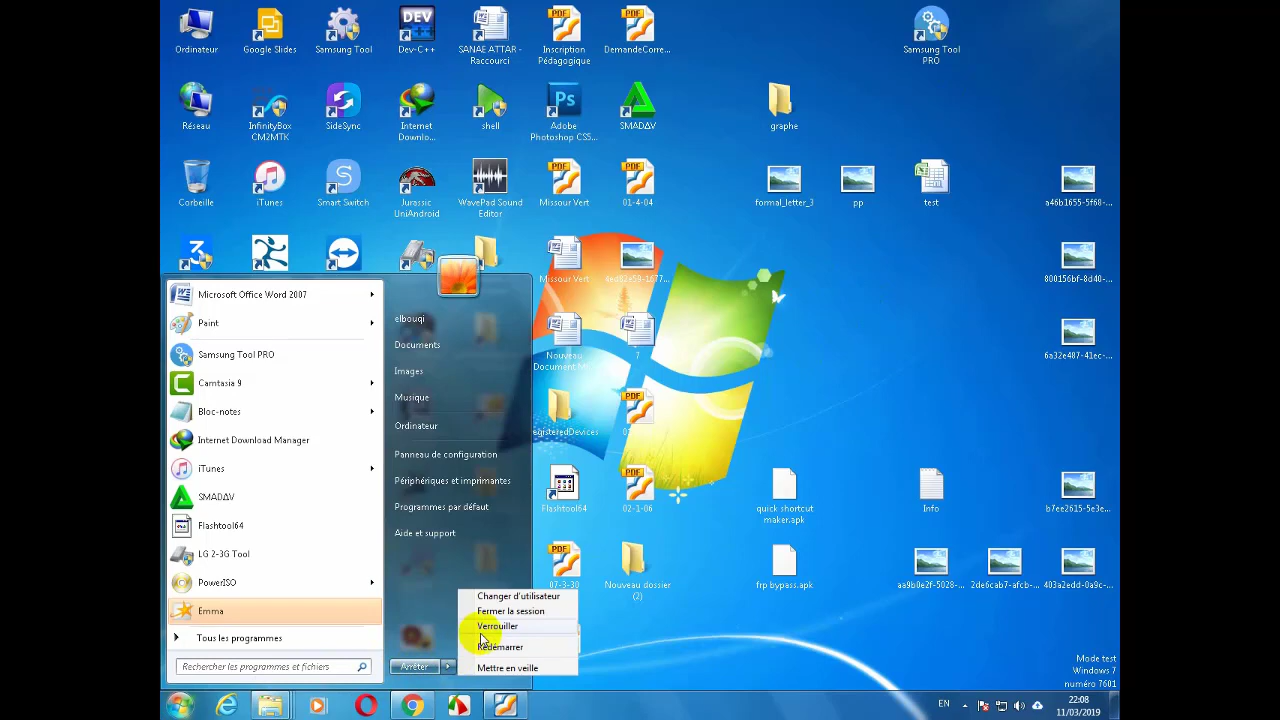 Ordinateur
Google Slides
Samsung Tool
Dev-C++
SANAE ATTAR -
Raccourci
Inscription
Pédagogique
DemandeCorre...
Samsung Tool
PRO
Réseau
InfinityBox
CM2MTK
SideSync
Internet
Downlo...
shell
Adobe
Photoshop CS5...
SMADAV
graphe
Corbeille
iTunes
Smart Switch
Jurassic
UniAndroid
WavePad Sound
Editor
Missour Vert
01-4-04
formal_letter_3
pp
test
a46b1655-5f68-...
Missour Vert
800156bf-8d40-...
Nouveau
Document M...
7
6a32e487-41ec-...
egisteredDevices
Flashtool64
02-1-06
quick shortcut
maker.apk
Info
b7ee2615-5e3e...
07-3-30
Nouveau dossier
(2)
frp bypass.apk
aa9b0e2f-5028-...
2de6cab7-afcb-...
403a2edd-0a9c-...
Microsoft Office Word 2007
Paint
Samsung Tool PRO
Camtasia 9
Bloc-notes
Internet Download Manager
iTunes
SMADAV
Flashtool64
LG 2-3G Tool
PowerISO
Emma
Tous les programmes
Rechercher les programmes et fichiers
elbouqi
Documents
Images
Musique
Ordinateur
Panneau de configuration
Périphériques et imprimantes
Programmes par défaut
Aide et support
Arrêter
Changer d'utilisateur
Fermer la session
Verrouiller
Redémarrer
Mettre en veille
Mode test
Windows 7
numéro 7601
EN
22:08
11/03/2019